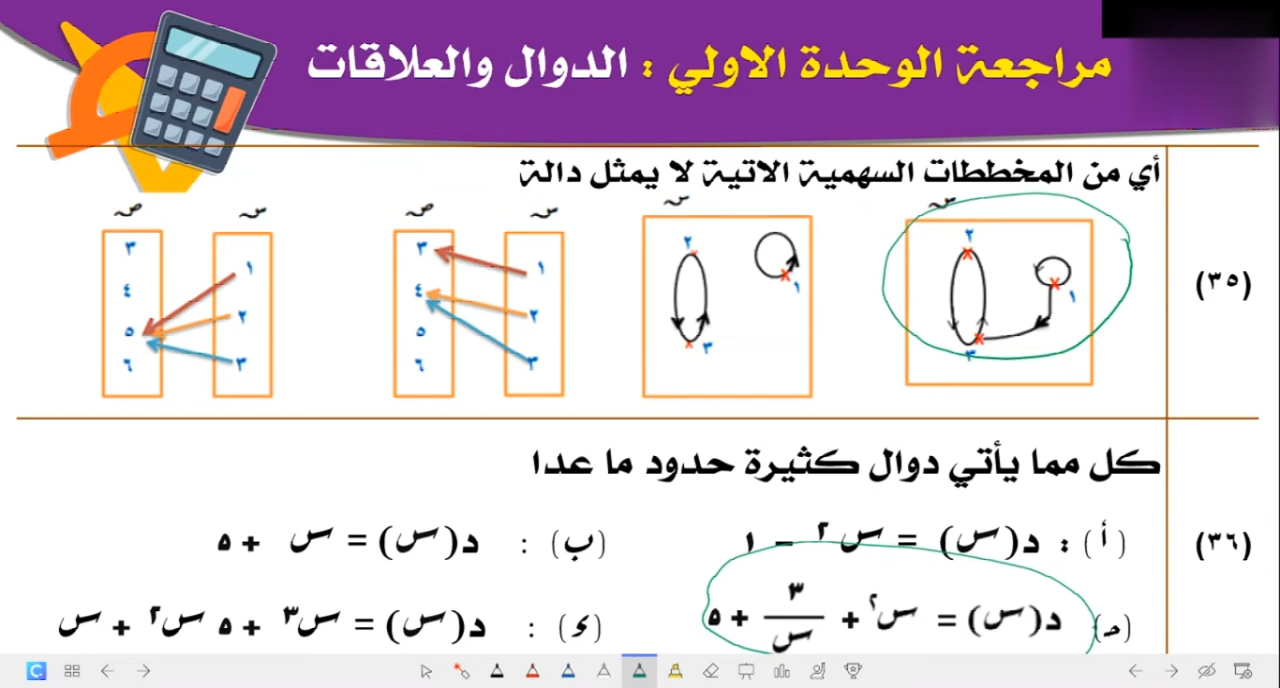 مراجعة الوحدة الاولي : الدوال والعلاقات
(٣٥) أي من المخططات السهمية الاتية لا يمثل دالة
س س س ص س ص
٢ ١ ٣
٢ ١ ٣
١ ٢ ٣
٣ ٤ ٥ ٦
١ ٢ ٣
٣ ٤ ٥ ٦
(٣٦) كل مما يأتي دوال كثيرة حدود ما عدا
(أ) : د(س) = س٢ − ١
(ب) : د(س) = س + ٥
(حـ) د(س) = س٢ + ٣/س + ٥
(ء) : د(س) = س٣ + ٥ س٢ + س